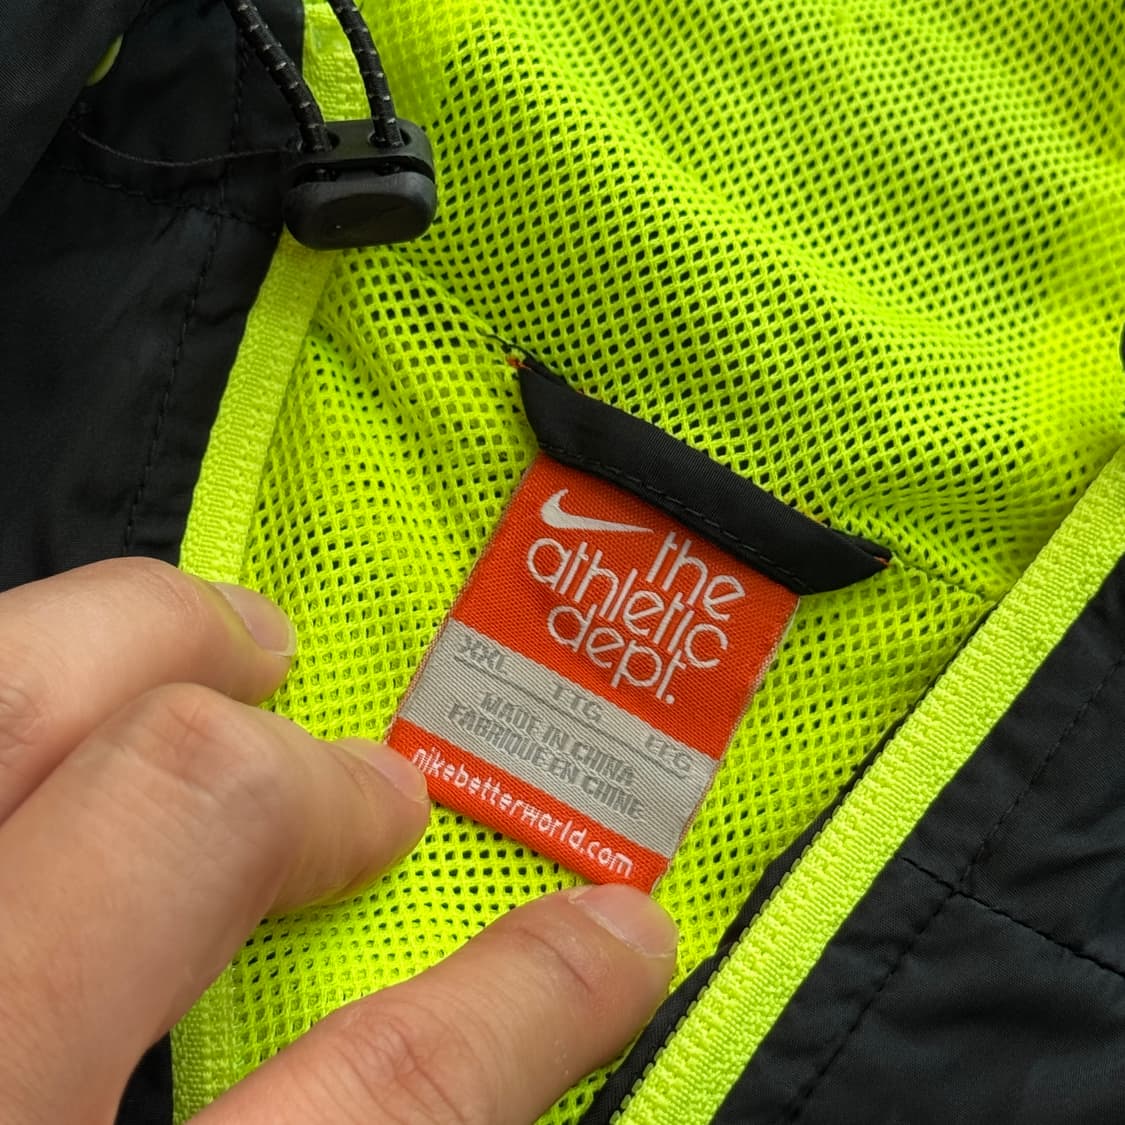 the
athletic
dept.
XXL TTG EEG
MADE IN CHINA
FABRIQUE EN CHINE
nikebetterworld.com